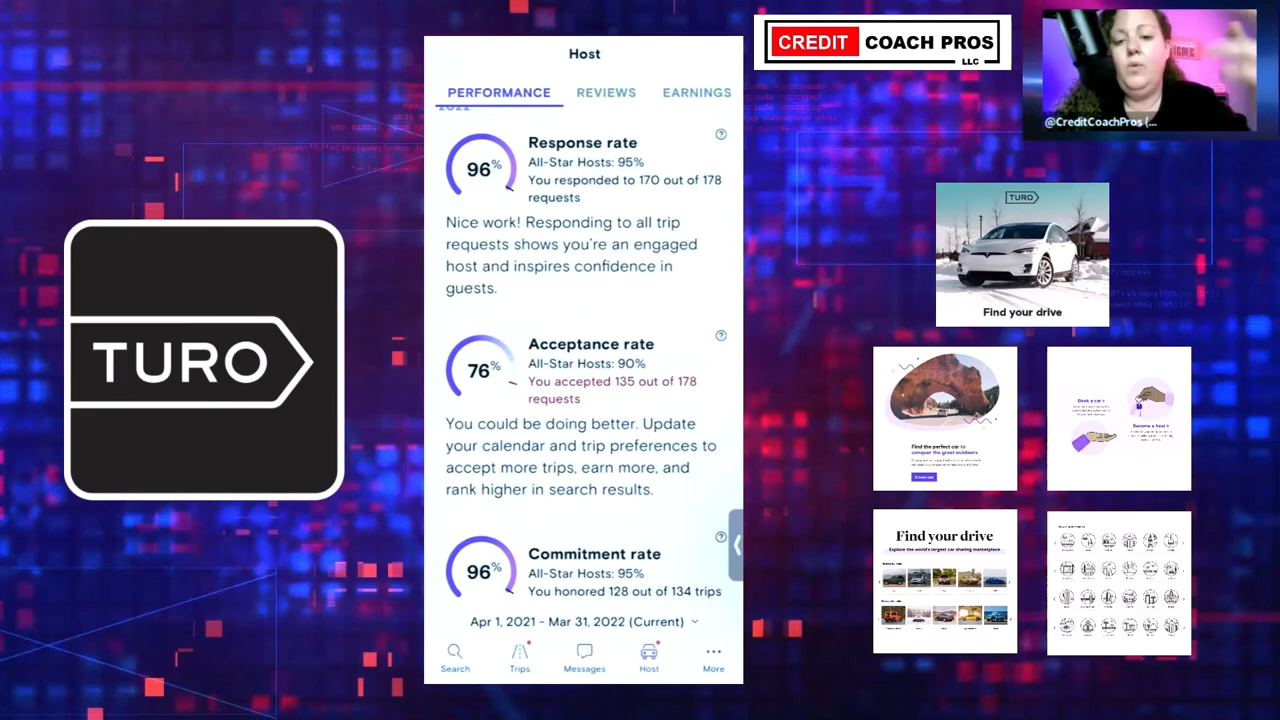 TURO
Host
PERFORMANCE
REVIEWS
EARNINGS
2022
96%
Response rate
All-Star Hosts: 95%
You responded to 170 out of 178
requests
Nice work! Responding to all trip
requests shows you're an engaged
host and inspires confidence in
guests.
76%
Acceptance rate
All-Star Hosts: 90%
You accepted 135 out of 178
requests
You could be doing better. Update
your calendar and trip preferences to
accept more trips, earn more, and
rank higher in search results.
96%
Commitment rate
All-Star Hosts: 95%
You honored 128 out of 134 trips
Apr 1, 2021 - Mar 31, 2022 (Current)
Search
Trips
Messages
Host
More
CREDIT COACH PROS
LLC
@CreditCoachPros (...
TURO
Find your drive
Find the perfect car to
conquer the great outdoors
Book a car >
Become a host >
Find your drive
Explore the world's largest car sharing marketplace